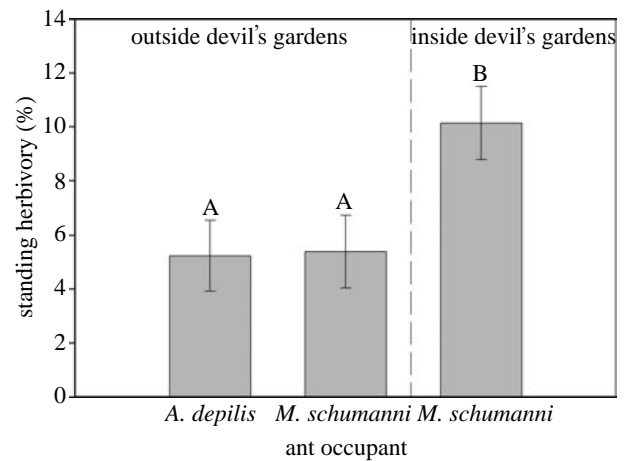 14
outside devil's gardens
inside devil's gardens
12
B
10
standing herbivory (%)
8
A
A
6
4
2
0
A. depilis
M. schumanni
M. schumanni
ant occupant